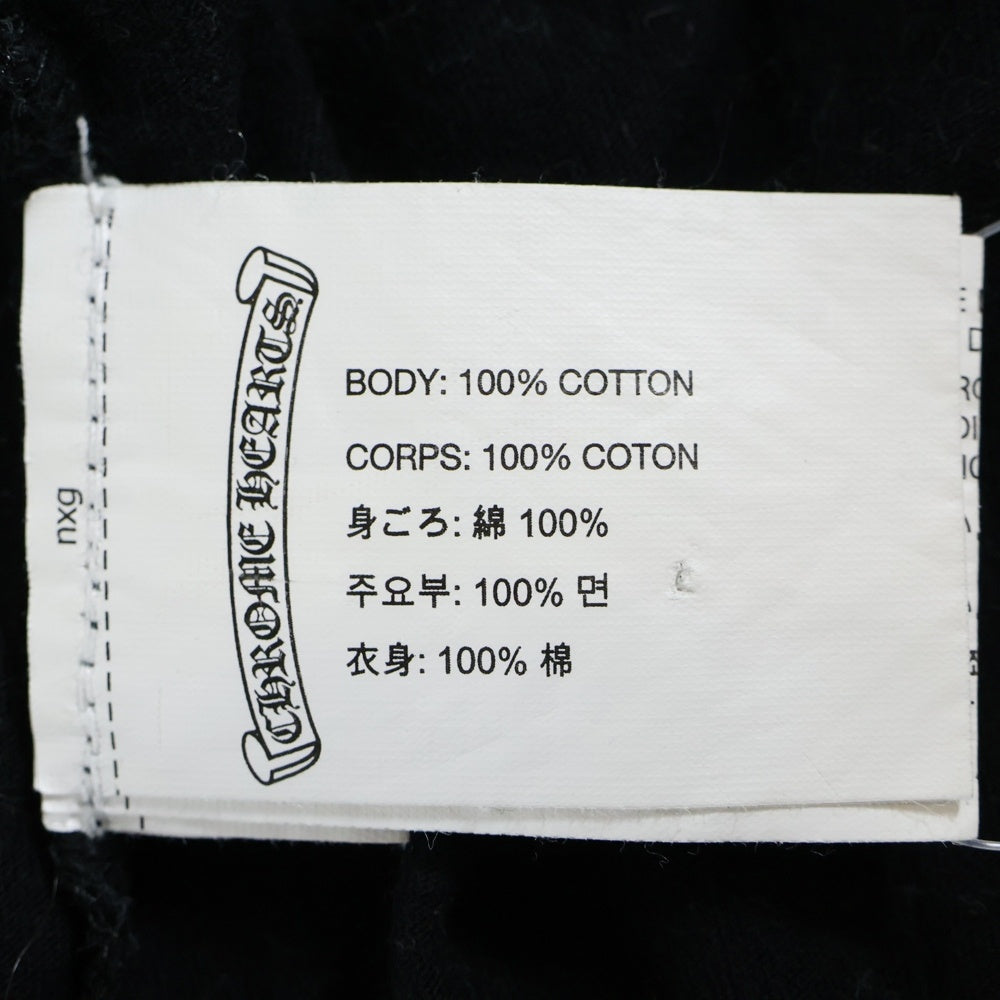 CHROME HEARTS
BODY: 100% COTTON
CORPS: 100% COTON
身ごろ: 綿 100%
주요부: 100% 면
衣身: 100% 棉
nxg